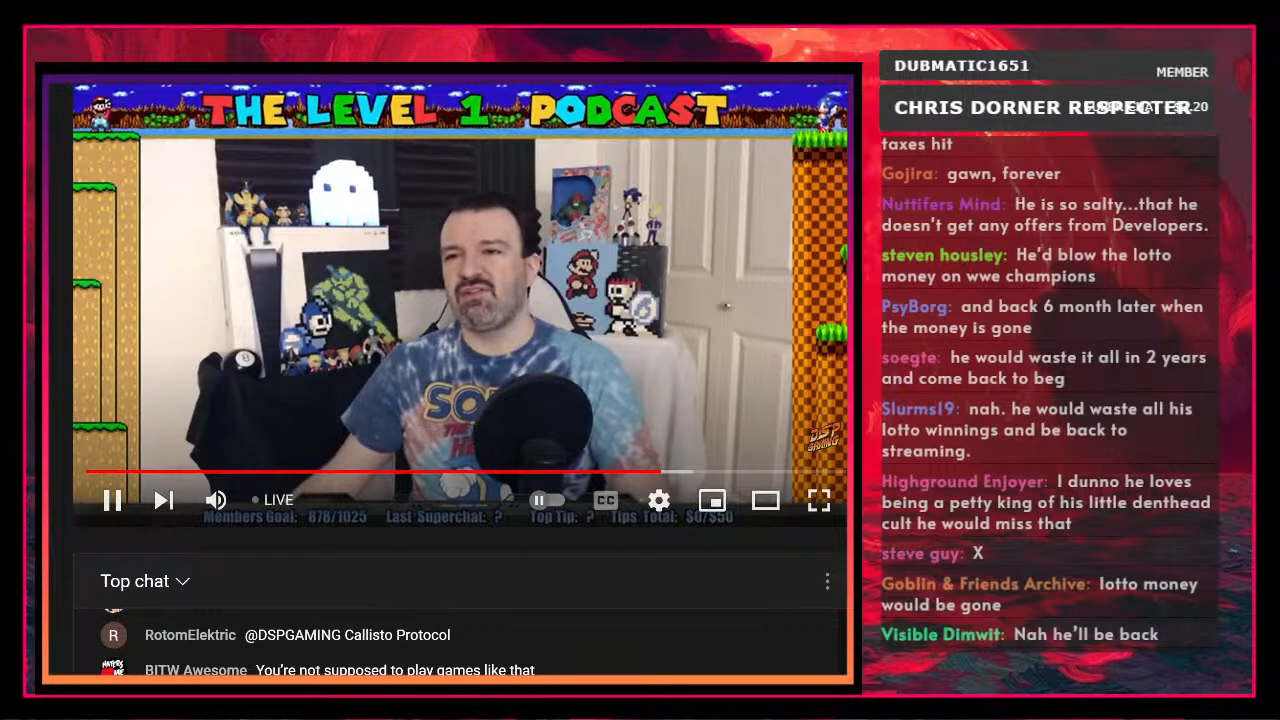 THE LEVEL 1 PODCAST
DSP
GAMING
LIVE
CC
Members Goal: 878/1025 Last Superchat: ? Top Tip: ? Tips Total: $0/$50
Top chat
R RotomElektric @DSPGAMING Callisto Protocol
HATERS BITW Awesome You're not supposed to play games like that
DUBMATIC1651
MEMBER
CHRIS DORNER RESPECTER
taxes hit
Gojira: gawn, forever
Nuttifers Mind: He is so salty...that he
doesn't get any offers from Developers.
steven housley: He'd blow the lotto
money on wwe champions
PsyBorg: and back 6 month later when
the money is gone
soegte: he would waste it all in 2 years
and come back to beg
Slurms19: nah. he would waste all his
lotto winnings and be back to
streaming.
Highground Enjoyer: I dunno he loves
being a petty king of his little denthead
cult he would miss that
steve guy: X
Goblin & Friends Archive: lotto money
would be gone
Visible Dimwit: Nah he'll be back